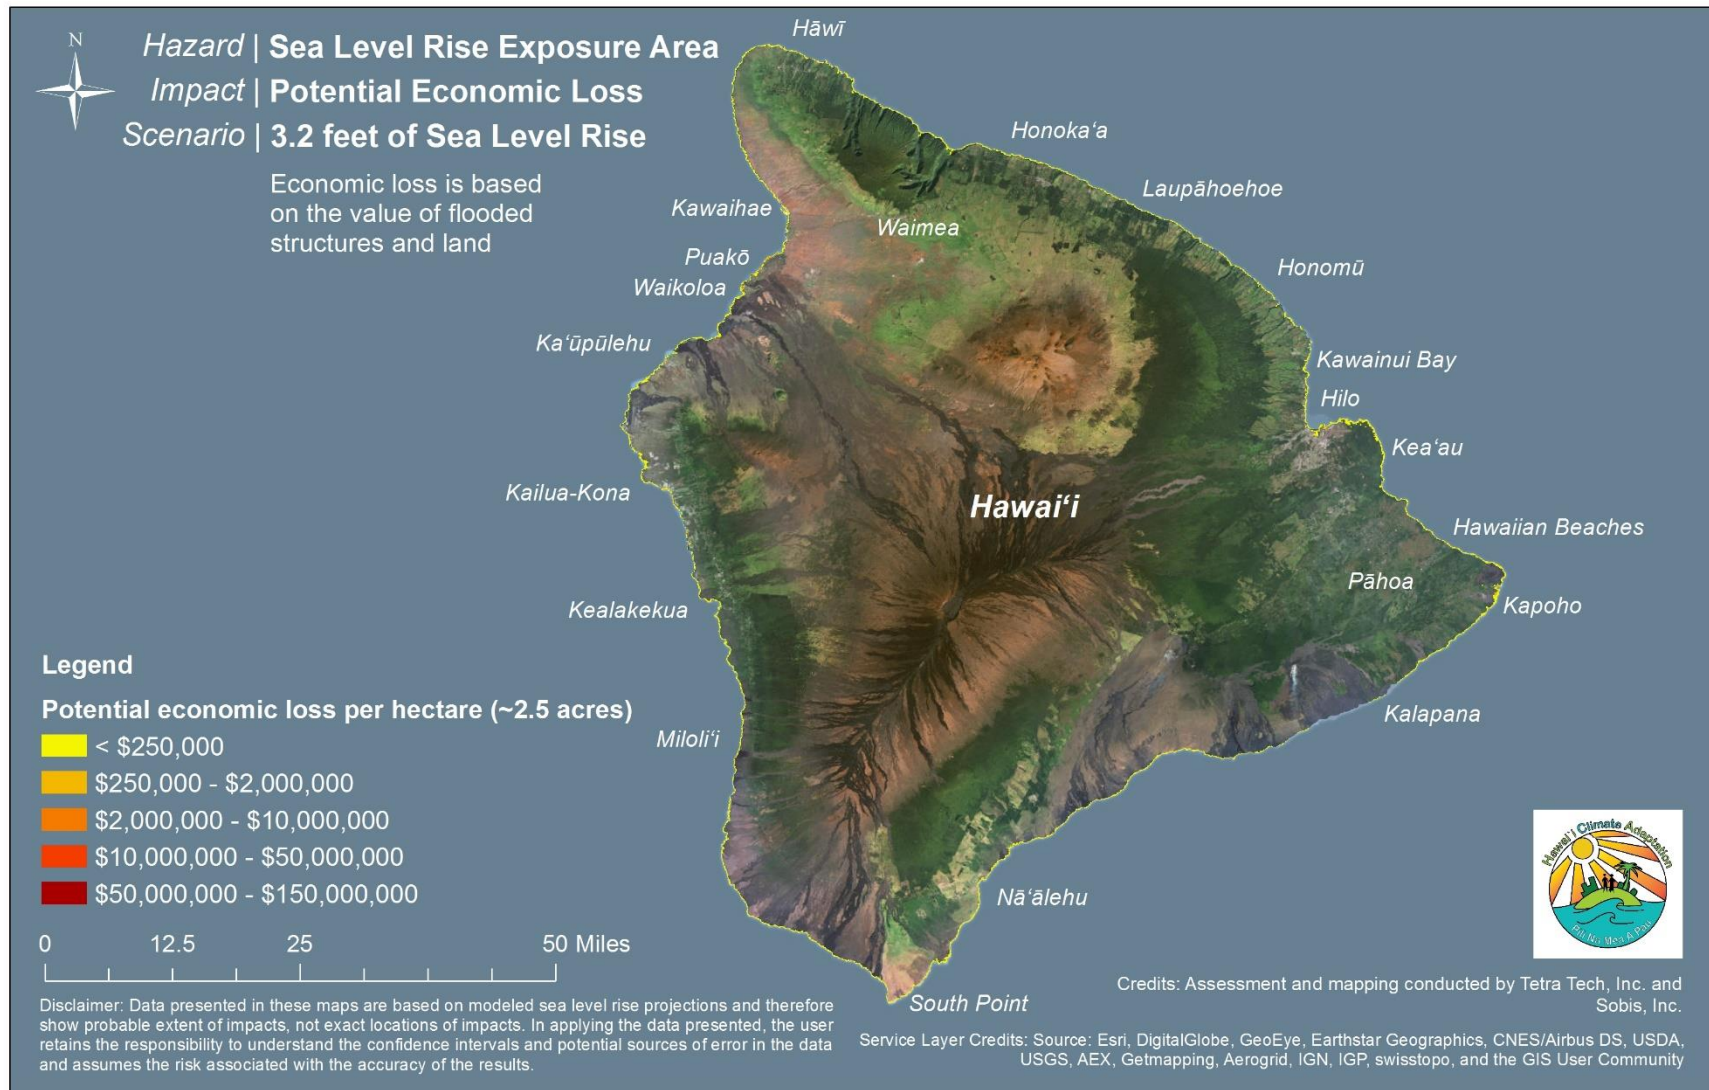 N
Hazard | Sea Level Rise Exposure Area
Impact | Potential Economic Loss
Scenario | 3.2 feet of Sea Level Rise
Economic loss is based
on the value of flooded
structures and land
Hāwī
Honokaʻa
Laupāhoehoe
Kawaihae
Waimea
Puakō
Honomū
Waikoloa
Kaʻūpūlehu
Kawainui Bay
Hilo
Keaʻau
Kailua-Kona
Hawaiʻi
Hawaiian Beaches
Pāhoa
Kealakekua
Kapoho
Kalapana
Miloliʻi
Nāʻālehu
South Point
Legend
Potential economic loss per hectare (~2.5 acres)
< $250,000
$250,000 - $2,000,000
$2,000,000 - $10,000,000
$10,000,000 - $50,000,000
$50,000,000 - $150,000,000
0 12.5 25 50 Miles
Disclaimer: Data presented in these maps are based on modeled sea level rise projections and therefore
show probable extent of impacts, not exact locations of impacts. In applying the data presented, the user
retains the responsibility to understand the confidence intervals and potential sources of error in the data
and assumes the risk associated with the accuracy of the results.
Hawaiʻi Climate Adaptation
Pili Nā Mea A Pau
Credits: Assessment and mapping conducted by Tetra Tech, Inc. and
Sobis, Inc.
Service Layer Credits: Source: Esri, DigitalGlobe, GeoEye, Earthstar Geographics, CNES/Airbus DS, USDA,
USGS, AEX, Getmapping, Aerogrid, IGN, IGP, swisstopo, and the GIS User Community